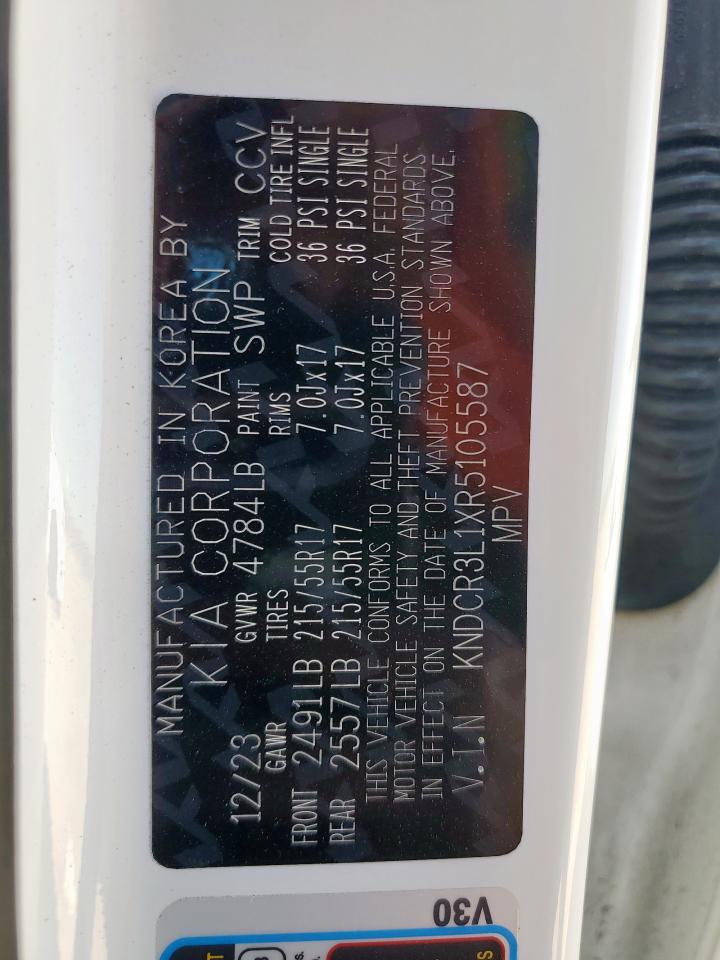 MANUFACTURED IN KOREA BY
KIA CORPORATION
12/23 GVWR 4784LB PAINT SWP TRIM CCV
GAWR TIRES RIMS COLD TIRE INFL
FRONT 2491LB 215/55R17 7.0Jx17 36 PSI SINGLE
REAR 2557LB 215/55R17 7.0Jx17 36 PSI SINGLE
THIS VEHICLE CONFORMS TO ALL APPLICABLE U.S.A. FEDERAL
MOTOR VEHICLE SAFETY AND THEFT PREVENTION STANDARDS
IN EFFECT ON THE DATE OF MANUFACTURE SHOWN ABOVE.
V.I.N KNDCR3L1XR5105587
MPV
V30